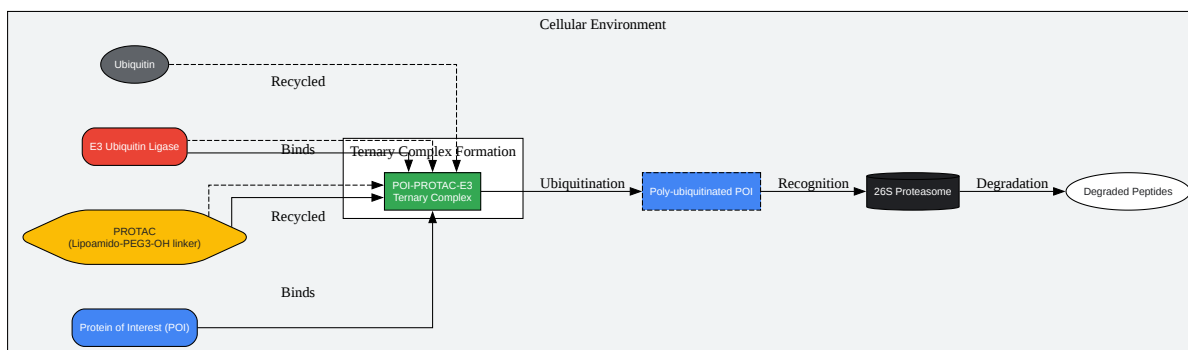 Cellular Environment
Ubiquitin
Recycled
E3 Ubiquitin Ligase
Binds
Ternary Complex Formation
POI-PROTAC-E3
Ternary Complex
Ubiquitination
Poly-ubiquitinated POI
Recognition
26S Proteasome
Degradation
Degraded Peptides
Recycled
PROTAC
(Lipoamido-PEG3-OH linker)
Binds
Protein of Interest (POI)